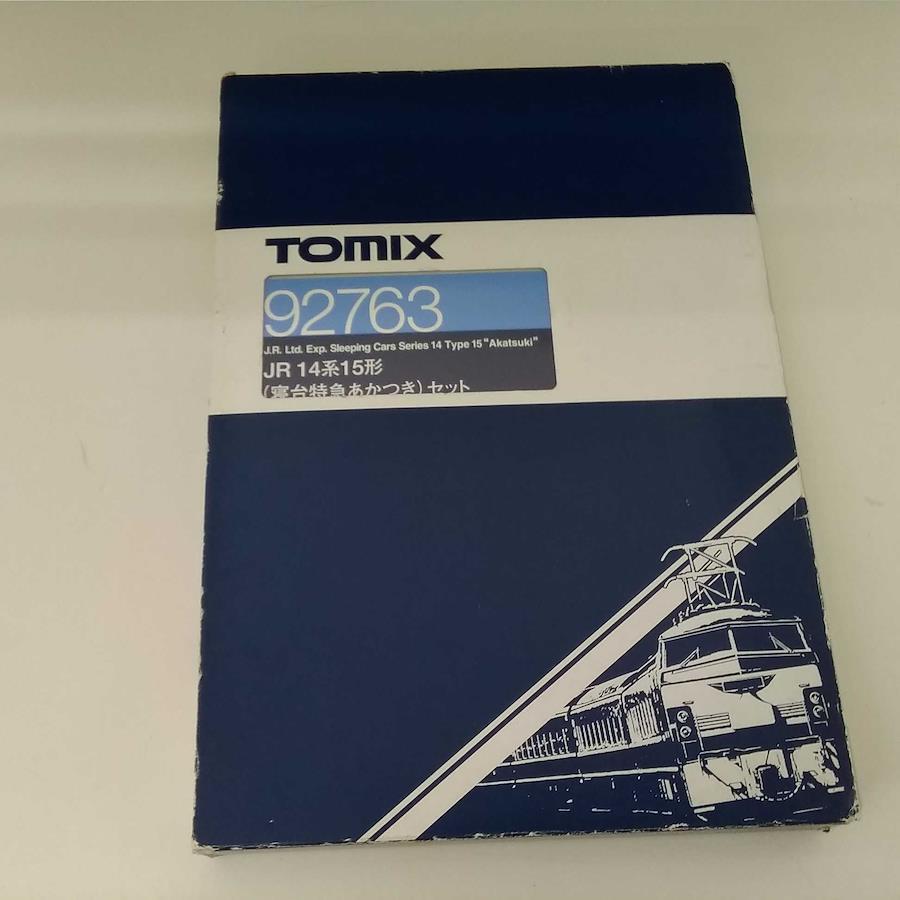 TOMIX
92763
J.R. Ltd. Exp. Sleeping Cars Series 14 Type 15 "Akatsuki"
JR 14系15形
(寝台特急あかつき) セット